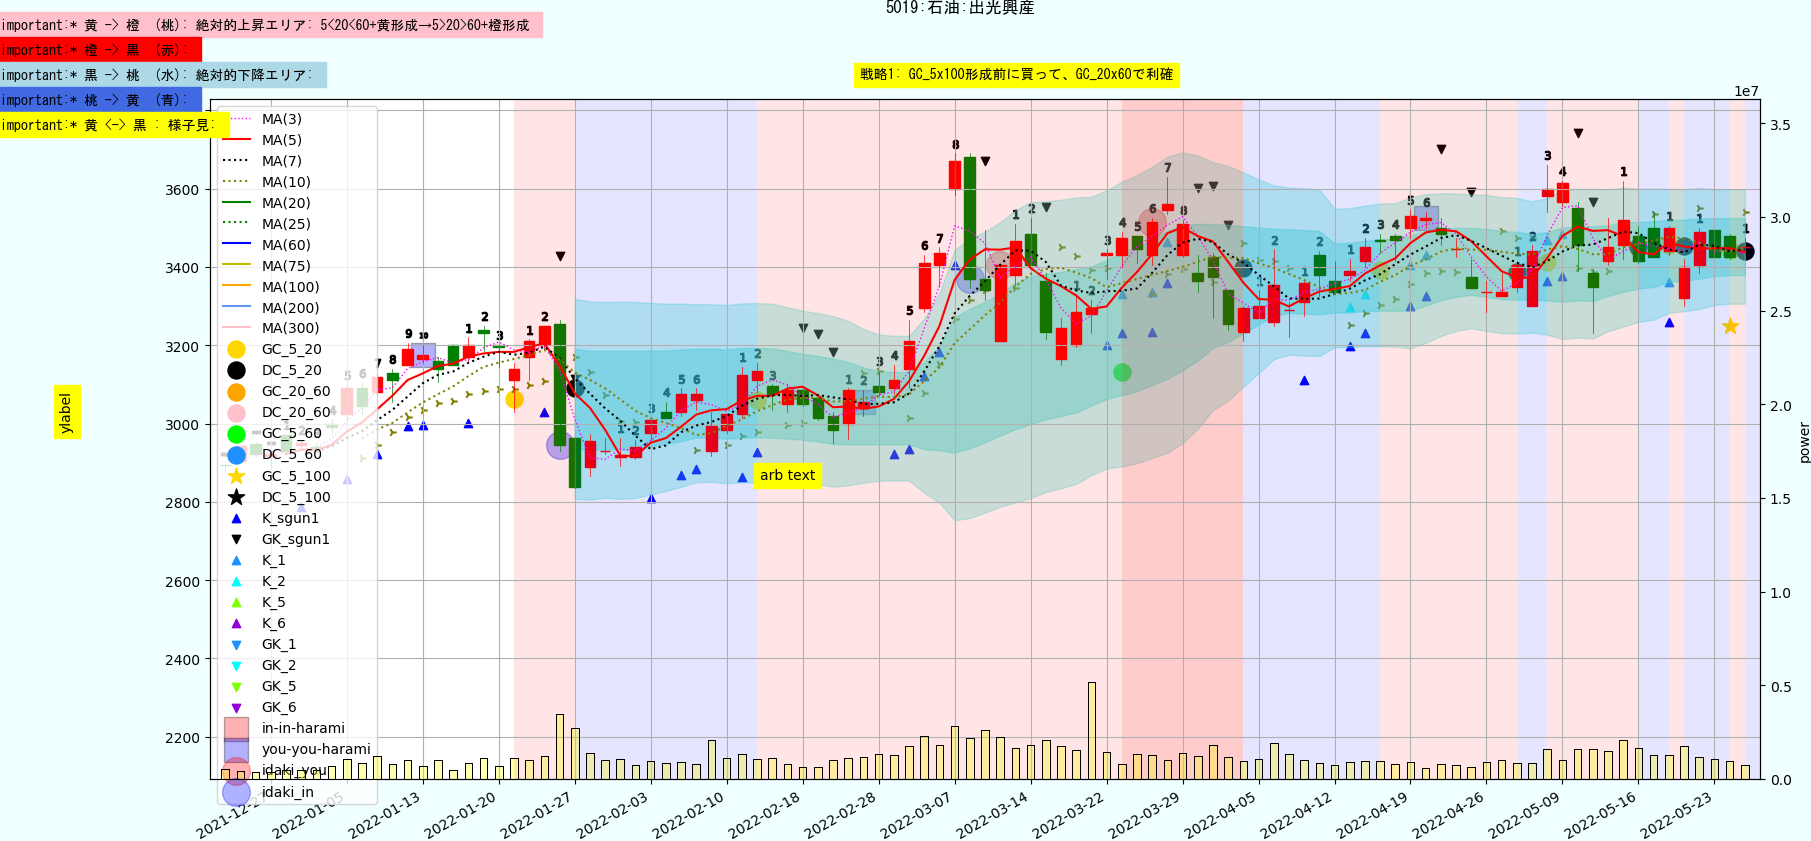 5019:石油:出光興産
important:* 黄 -> 橙 (桃): 絶対的上昇エリア: 5<20<60+黄形成→5>20>60+橙形成
important:* 橙 -> 黒 (赤):
important:* 黒 -> 桃 (水): 絶対的下降エリア:
important:* 桃 -> 黄 (青):
important:* 黄 <-> 黒 : 様子見:
戦略1: GC_5x100形成前に買って、GC_20x60で利確
1e7
MA(3)
MA(5)
MA(7)
MA(10)
MA(20)
MA(25)
MA(60)
MA(75)
MA(100)
MA(200)
MA(300)
GC_5_20
DC_5_20
GC_20_60
DC_20_60
GC_5_60
DC_5_60
GC_5_100
DC_5_100
K_sgun1
GK_sgun1
K_1
K_2
K_5
K_6
GK_1
GK_2
GK_5
GK_6
in-in-harami
you-you-harami
idaki_you
idaki_in
3600
3400
3200
3000
2800
2600
2400
2200
ylabel
arb text
3.5
3.0
2.5
2.0
1.5
1.0
0.5
0.0
power
2021-12-27
2022-01-05
2022-01-13
2022-01-20
2022-01-27
2022-02-03
2022-02-10
2022-02-18
2022-02-28
2022-03-07
2022-03-14
2022-03-22
2022-03-29
2022-04-05
2022-04-12
2022-04-19
2022-04-26
2022-05-09
2022-05-16
2022-05-23